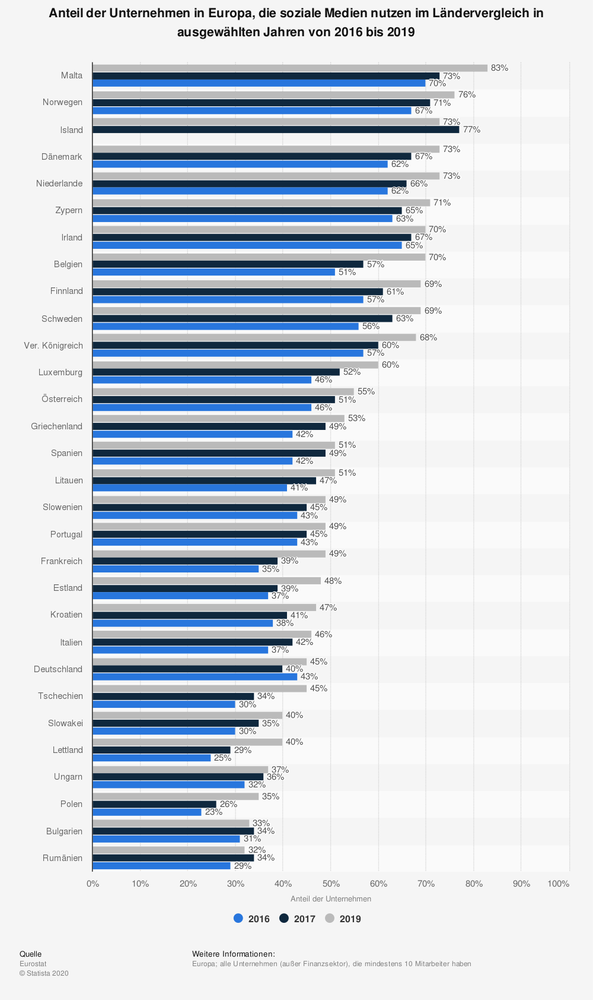 Anteil der Unternehmen in Europa, die soziale Medien nutzen im Ländervergleich in
ausgewählten Jahren von 2016 bis 2019
Malta 83% 73% 70%
Norwegen 76% 71% 67%
Island 73% 77%
Dänemark 73% 67% 62%
Niederlande 73% 66% 62%
Zypern 71% 65% 63%
Irland 70% 67% 65%
Belgien 70% 57% 51%
Finnland 69% 61% 57%
Schweden 69% 63% 56%
Ver. Königreich 68% 60% 57%
Luxemburg 60% 52% 46%
Österreich 55% 51% 46%
Griechenland 53% 49% 42%
Spanien 51% 49% 42%
Litauen 51% 47% 41%
Slowenien 49% 45% 43%
Portugal 49% 45% 43%
Frankreich 49% 39% 35%
Estland 48% 39% 37%
Kroatien 47% 41% 38%
Italien 46% 42% 37%
Deutschland 45% 40% 43%
Tschechien 45% 34% 30%
Slowakei 40% 35% 30%
Lettland 40% 29% 25%
Ungarn 37% 36% 32%
Polen 35% 26% 23%
Bulgarien 33% 34% 31%
Rumänien 32% 34% 29%
0% 10% 20% 30% 40% 50% 60% 70% 80% 90% 100%
Anteil der Unternehmen
2016 2017 2019
Quelle
Eurostat
© Statista 2020
Weitere Informationen:
Europa; alle Unternehmen (außer Finanzsektor), die mindestens 10 Mitarbeiter haben